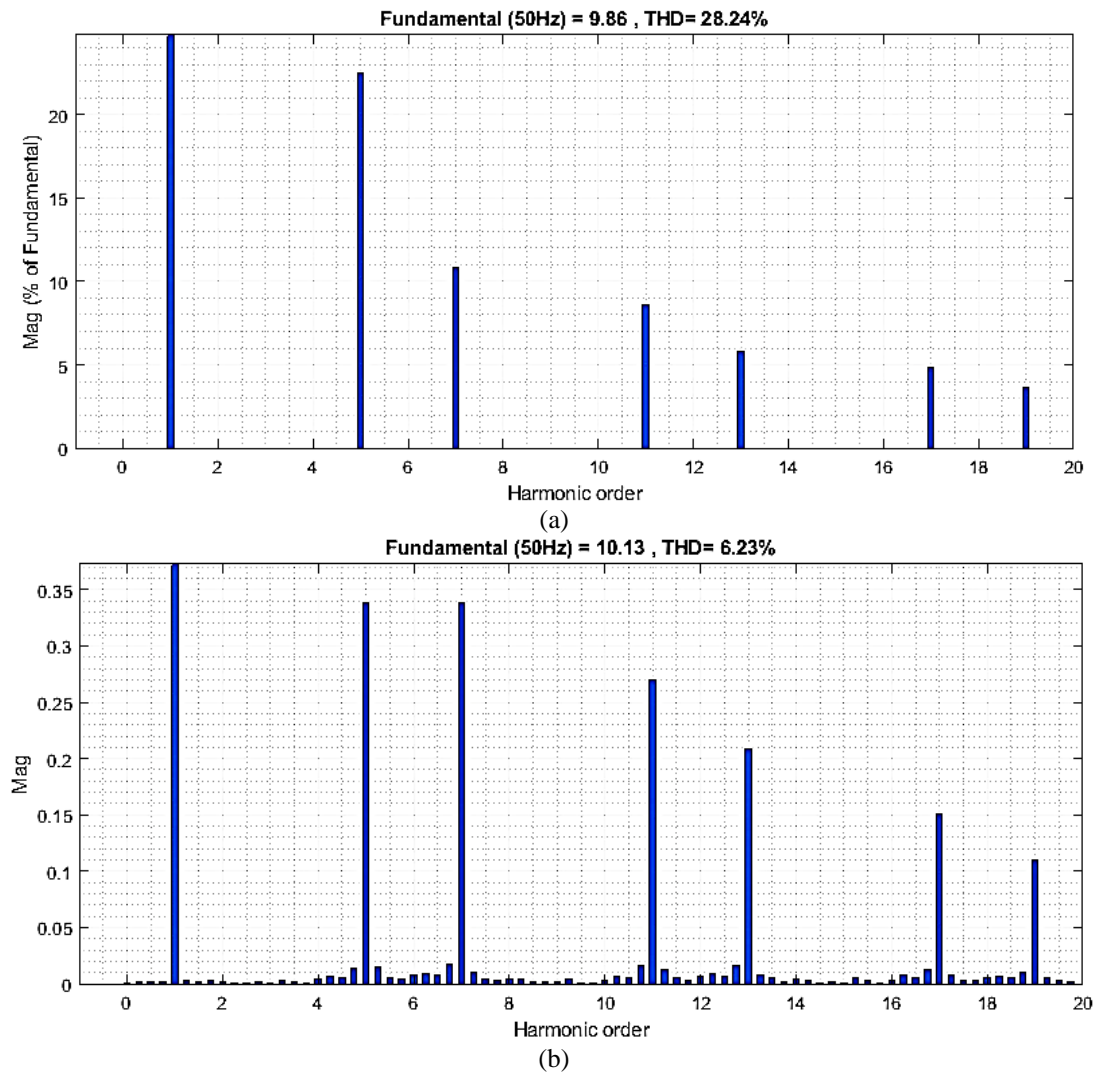 Fundamental (50Hz) = 9.86 , THD= 28.24%
Mag (% of Fundamental)
20
15
10
5
0
0 2 4 6 8 10 12 14 16 18 20
Harmonic order
(a)
Fundamental (50Hz) = 10.13 , THD= 6.23%
Mag
0.35
0.3
0.25
0.2
0.15
0.1
0.05
0
0 2 4 6 8 10 12 14 16 18 20
Harmonic order
(b)